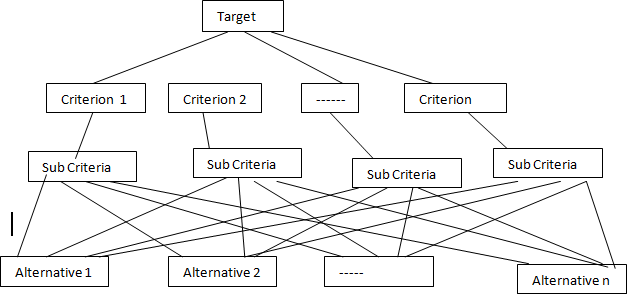 Target
Criterion 1
Criterion 2
------
Criterion
Sub Criteria
Sub Criteria
Sub Criteria
Sub Criteria
Alternative 1
Alternative 2
-----
Alternative n